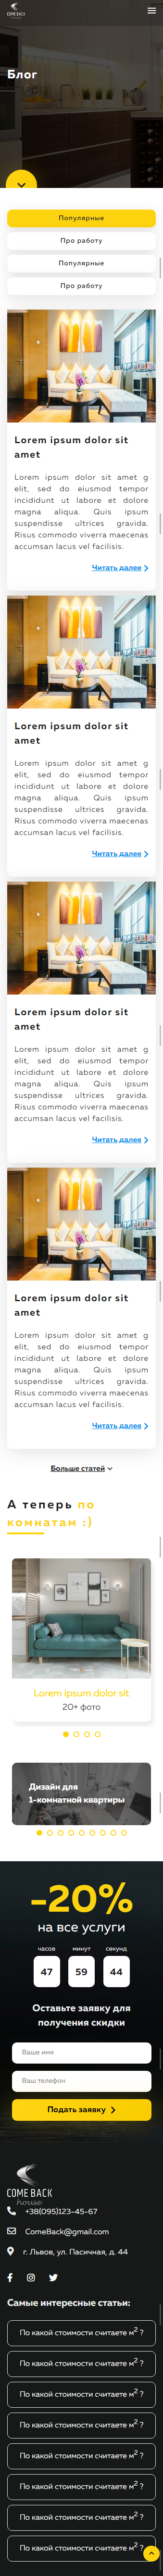 COME BACK
house
Блог
Популярные
Про работу
Популярные
Про работу
Lorem ipsum dolor sit
amet
Lorem ipsum dolor sit amet g
elit, sed do eiusmod tempor
incididunt ut labore et dolore
magna aliqua. Quis ipsum
suspendisse ultrices gravida.
Risus commodo viverra maecenas
accumsan lacus vel facilisis.
Читать далее
Lorem ipsum dolor sit
amet
Lorem ipsum dolor sit amet g
elit, sed do eiusmod tempor
incididunt ut labore et dolore
magna aliqua. Quis ipsum
suspendisse ultrices gravida.
Risus commodo viverra maecenas
accumsan lacus vel facilisis.
Читать далее
Lorem ipsum dolor sit
amet
Lorem ipsum dolor sit amet g
elit, sed do eiusmod tempor
incididunt ut labore et dolore
magna aliqua. Quis ipsum
suspendisse ultrices gravida.
Risus commodo viverra maecenas
accumsan lacus vel facilisis.
Читать далее
Lorem ipsum dolor sit
amet
Lorem ipsum dolor sit amet g
elit, sed do eiusmod tempor
incididunt ut labore et dolore
magna aliqua. Quis ipsum
suspendisse ultrices gravida.
Risus commodo viverra maecenas
accumsan lacus vel facilisis.
Читать далее
Больше статей
А теперь по
комнатам :)
Lorem ipsum dolor sit
20+ фото
Дизайн для
1-комнатной квартиры
-20%
на все услуги
часов минут секунд
47 59 44
Оставьте заявку для
получения скидки
Ваше имя
Ваш телефон
Подать заявку
COME BACK
house
+38(095)123-45-67
ComeBack@gmail.com
г. Львов, ул. Пасичная, д. 44
Самые интересные статьи:
По какой стоимости считаете м2 ?
По какой стоимости считаете м2 ?
По какой стоимости считаете м2 ?
По какой стоимости считаете м2 ?
По какой стоимости считаете м2 ?
По какой стоимости считаете м2 ?
По какой стоимости считаете м2 ?
По какой стоимости считаете м2 ?